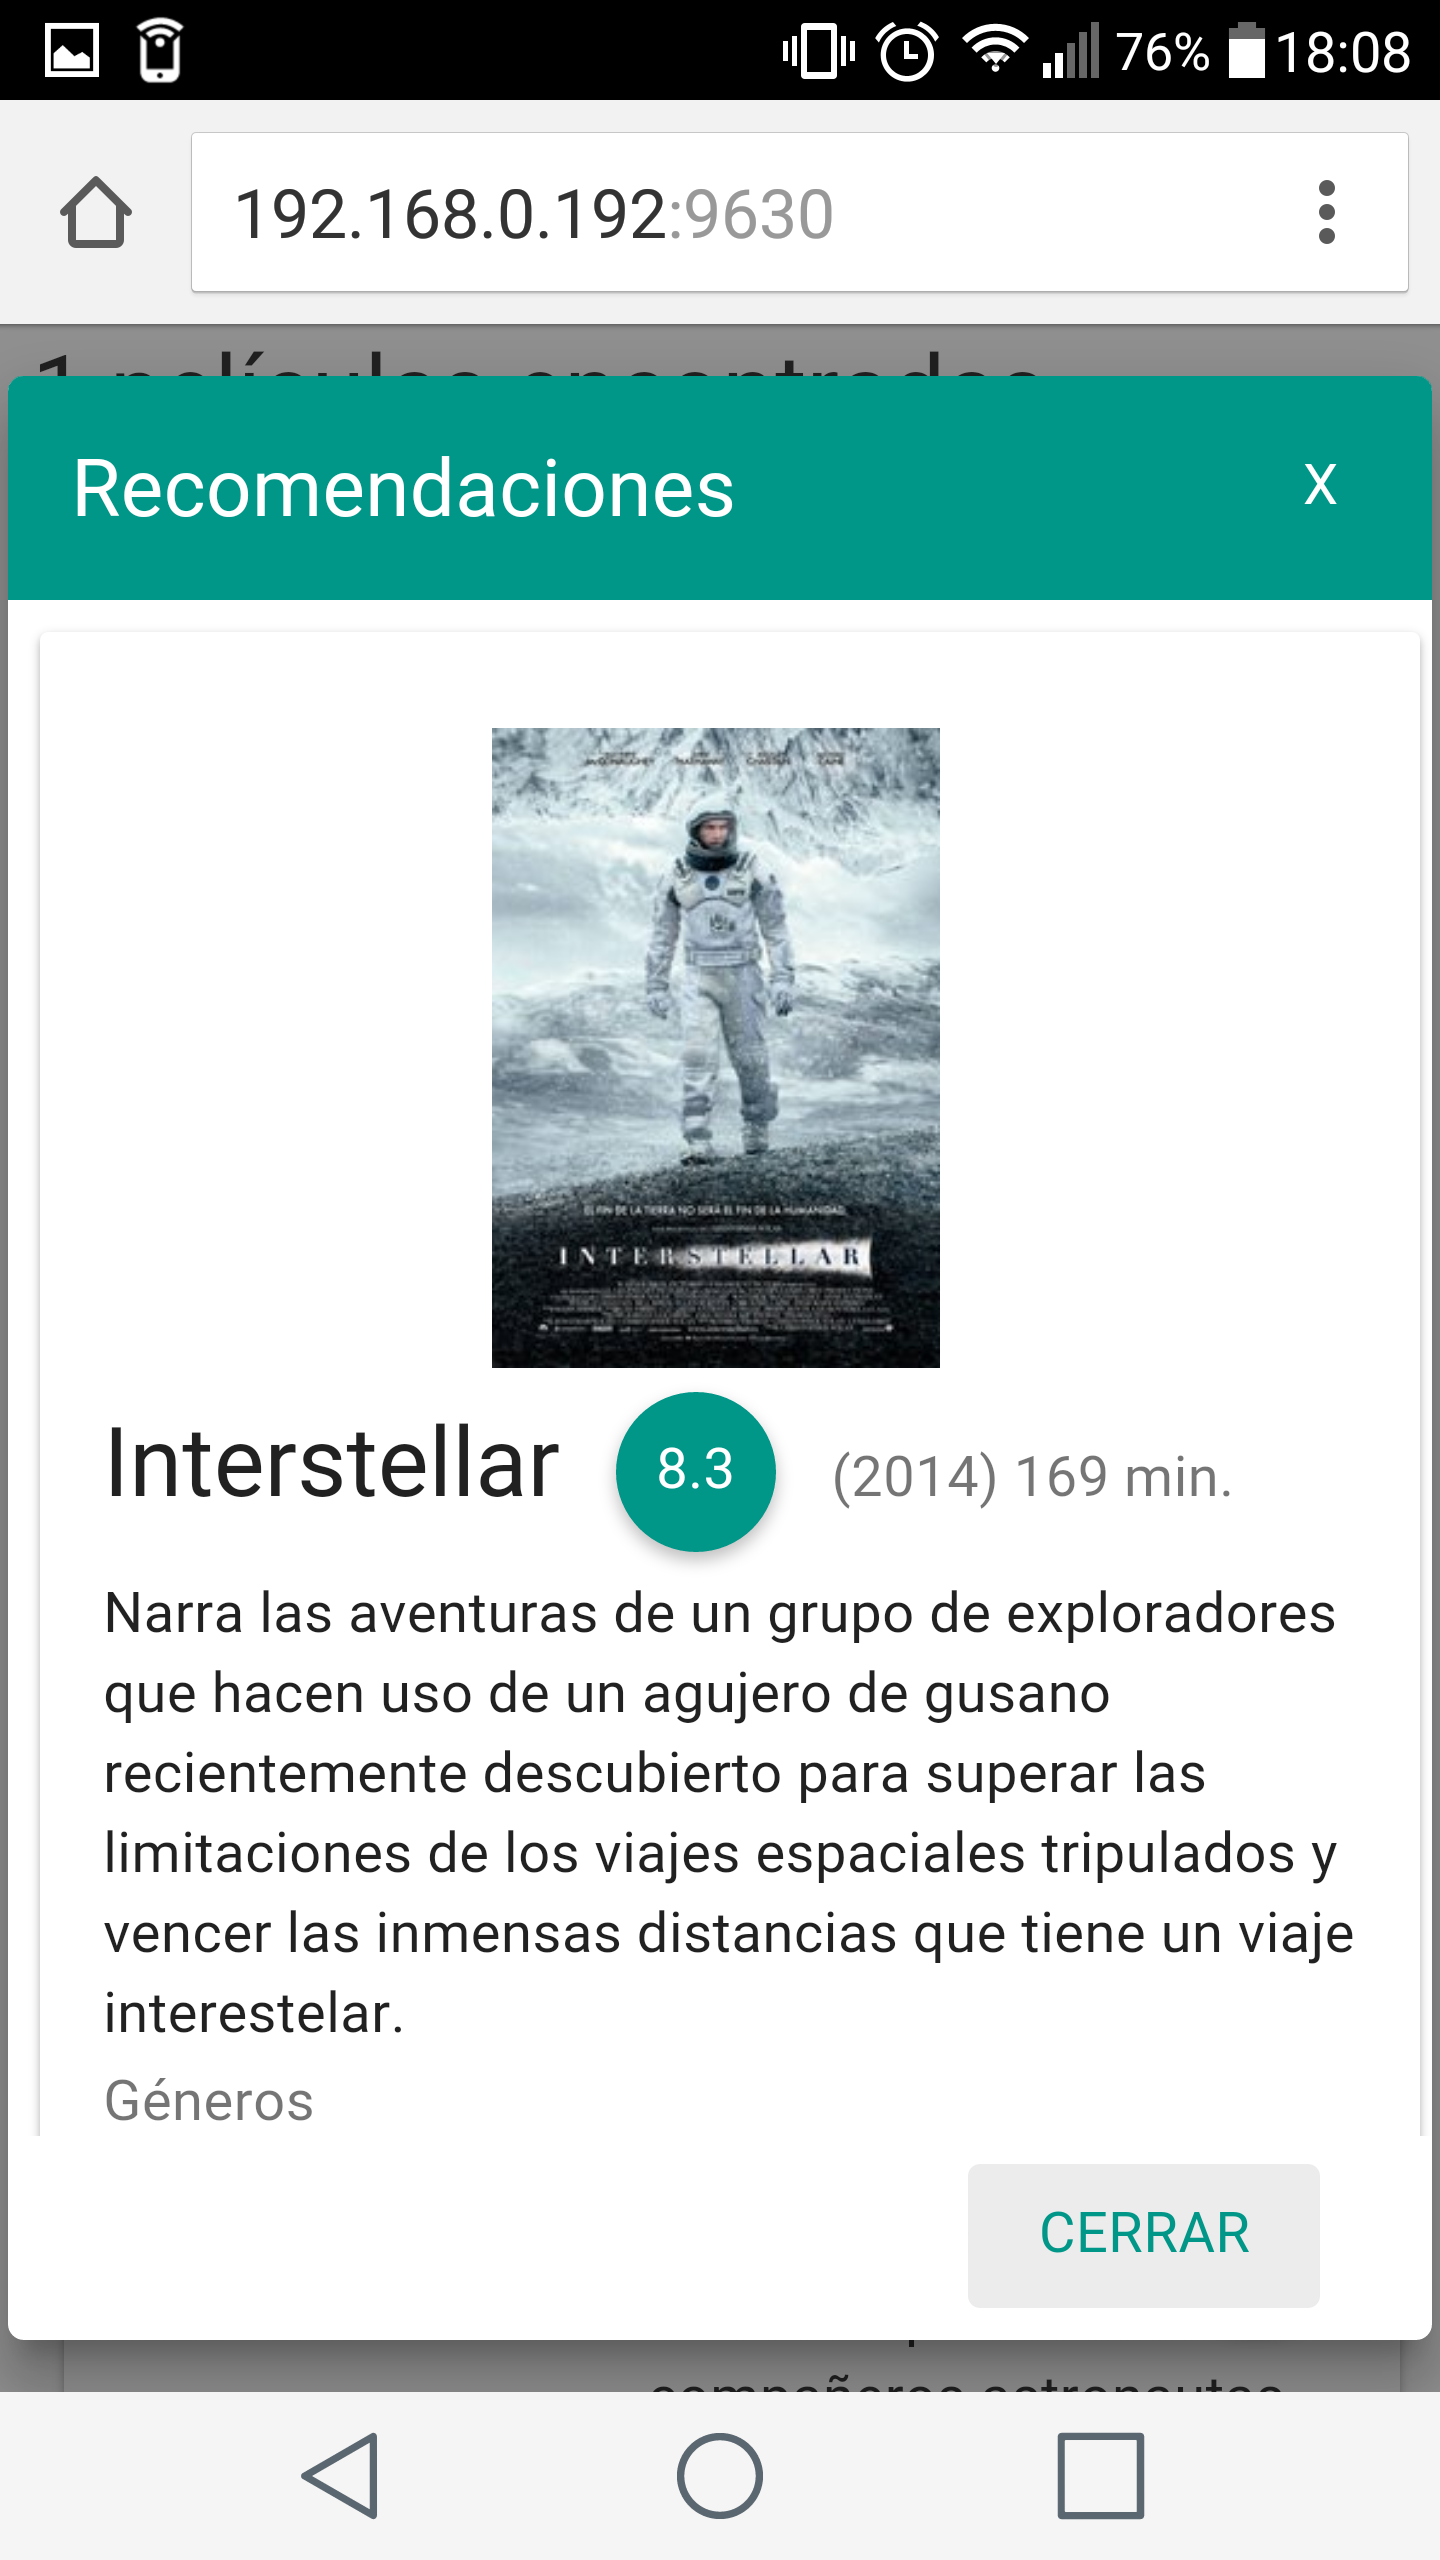 76% 18:08
192.168.0.192:9630
1 películas encontradas
Recomendaciones
X
EL FIN DE LA TIERRA NO SERÁ EL FIN DE LA HUMANIDAD
INTERSTELLAR
Interstellar
8.3
(2014) 169 min.
Narra las aventuras de un grupo de exploradores
que hacen uso de un agujero de gusano
recientemente descubierto para superar las
limitaciones de los viajes espaciales tripulados y
vencer las inmensas distancias que tiene un viaje
interestelar.
Géneros
CERRAR
compañeros astronautas